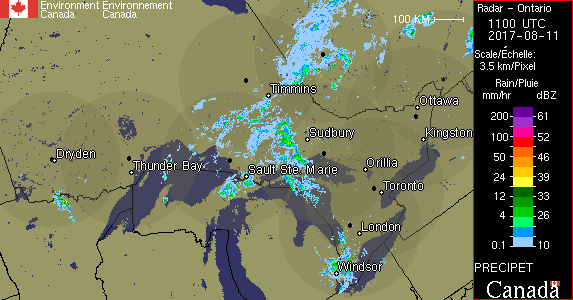 Environment Environnement
Canada Canada
100 KM
Timmins
Ottawa
Sudbury
Kingston
Dryden
Thunder Bay
Sault Ste. Marie
Orillia
Toronto
London
Windsor
Radar - Ontario
1100 UTC
2017-08-11
Scale/Échelle:
3.5 km/Pixel
Rain/Pluie
mm/hr dBZ
200 61
100 52
50 46
24 39
12 33
4 26
0.1 10
PRECIPET
Canada